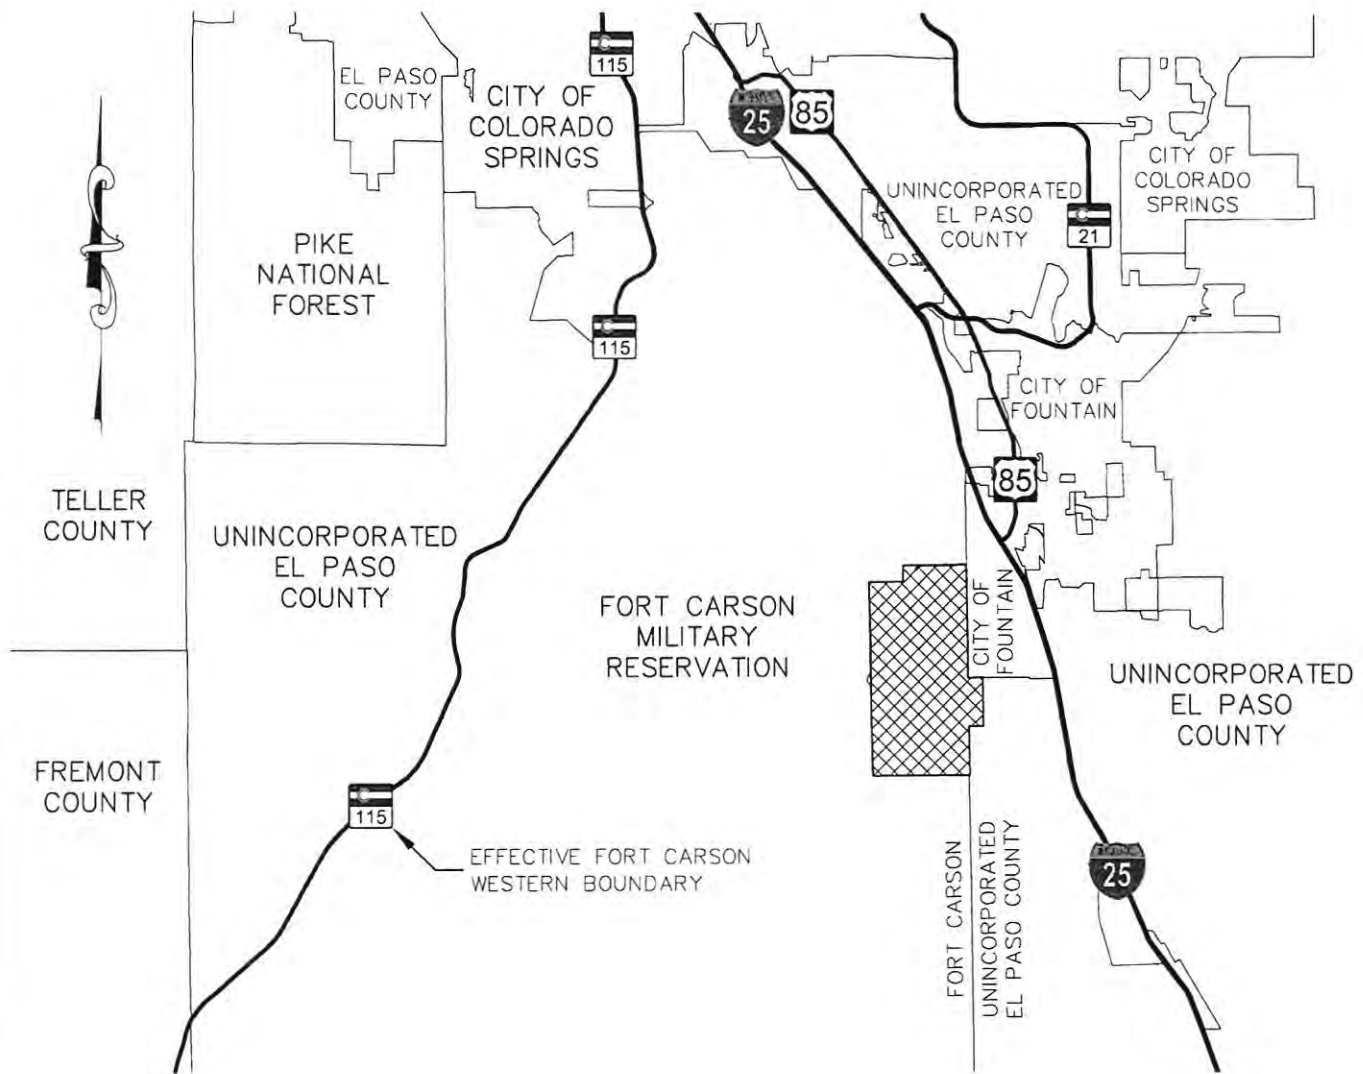 115
EL PASO
COUNTY
CITY OF
COLORADO
SPRINGS
25
85
CITY OF
COLORADO
SPRINGS
UNINCORPORATED
EL PASO
COUNTY
21
PIKE
NATIONAL
FOREST
115
CITY OF
FOUNTAIN
85
TELLER
COUNTY
UNINCORPORATED
EL PASO
COUNTY
FORT CARSON
MILITARY
RESERVATION
CITY OF
FOUNTAIN
UNINCORPORATED
EL PASO
COUNTY
FREMONT
COUNTY
115
EFFECTIVE FORT CARSON
WESTERN BOUNDARY
FORT CARSON
UNINCORPORATED
EL PASO COUNTY
25